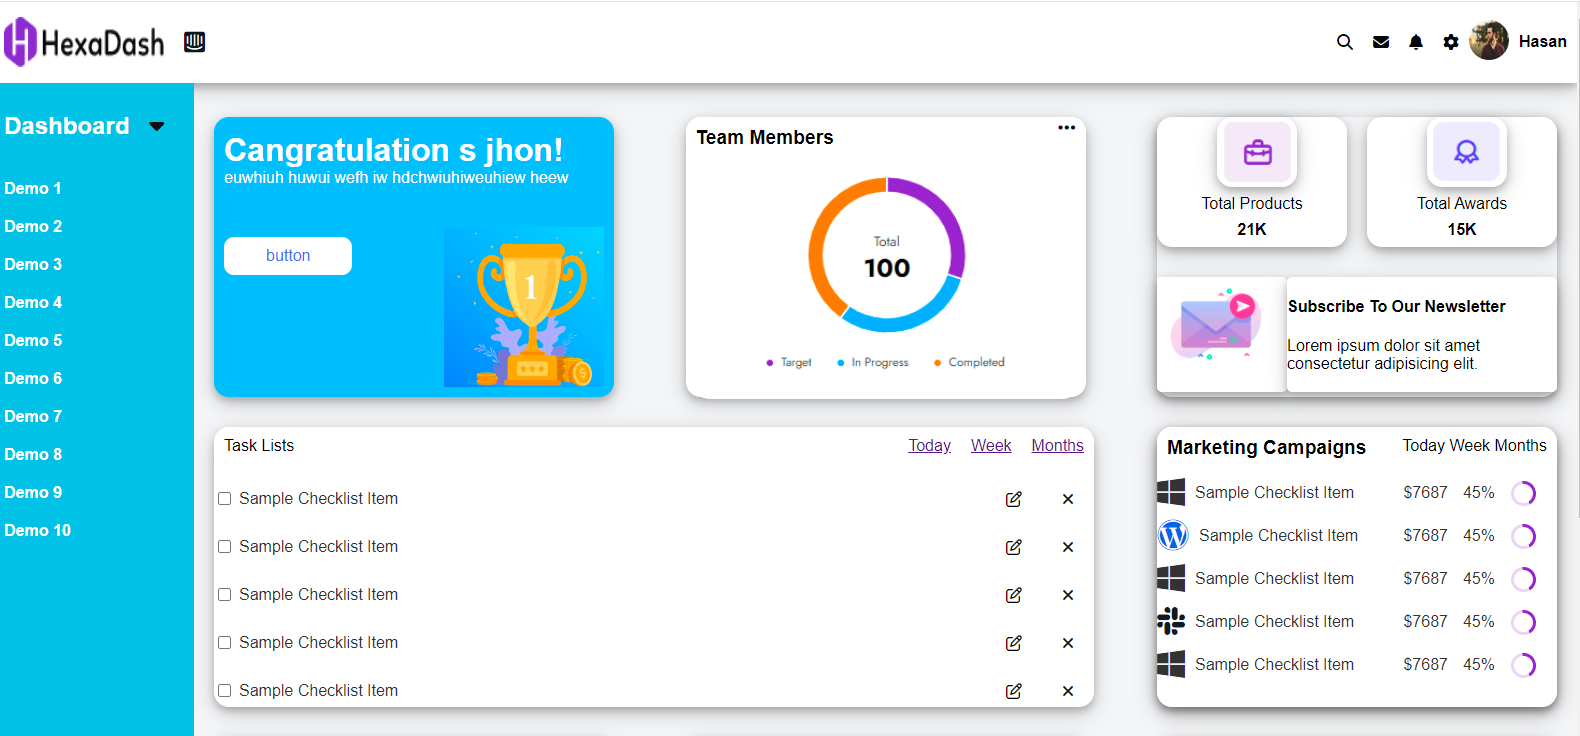 HexaDash
Hasan
Dashboard
Demo 1
Demo 2
Demo 3
Demo 4
Demo 5
Demo 6
Demo 7
Demo 8
Demo 9
Demo 10
Cangratulation s jhon!
euwhiuh huwui wefh iw hdchwiuhiweuhiew heew
button
1
Team Members
Total
100
Target In Progress Completed
Total Products
21K
Total Awards
15K
Subscribe To Our Newsletter
Lorem ipsum dolor sit amet
consectetur adipisicing elit.
Task Lists Today Week Months
Sample Checklist Item
Sample Checklist Item
Sample Checklist Item
Sample Checklist Item
Sample Checklist Item
Marketing Campaigns Today Week Months
Sample Checklist Item $7687 45%
Sample Checklist Item $7687 45%
Sample Checklist Item $7687 45%
Sample Checklist Item $7687 45%
Sample Checklist Item $7687 45%